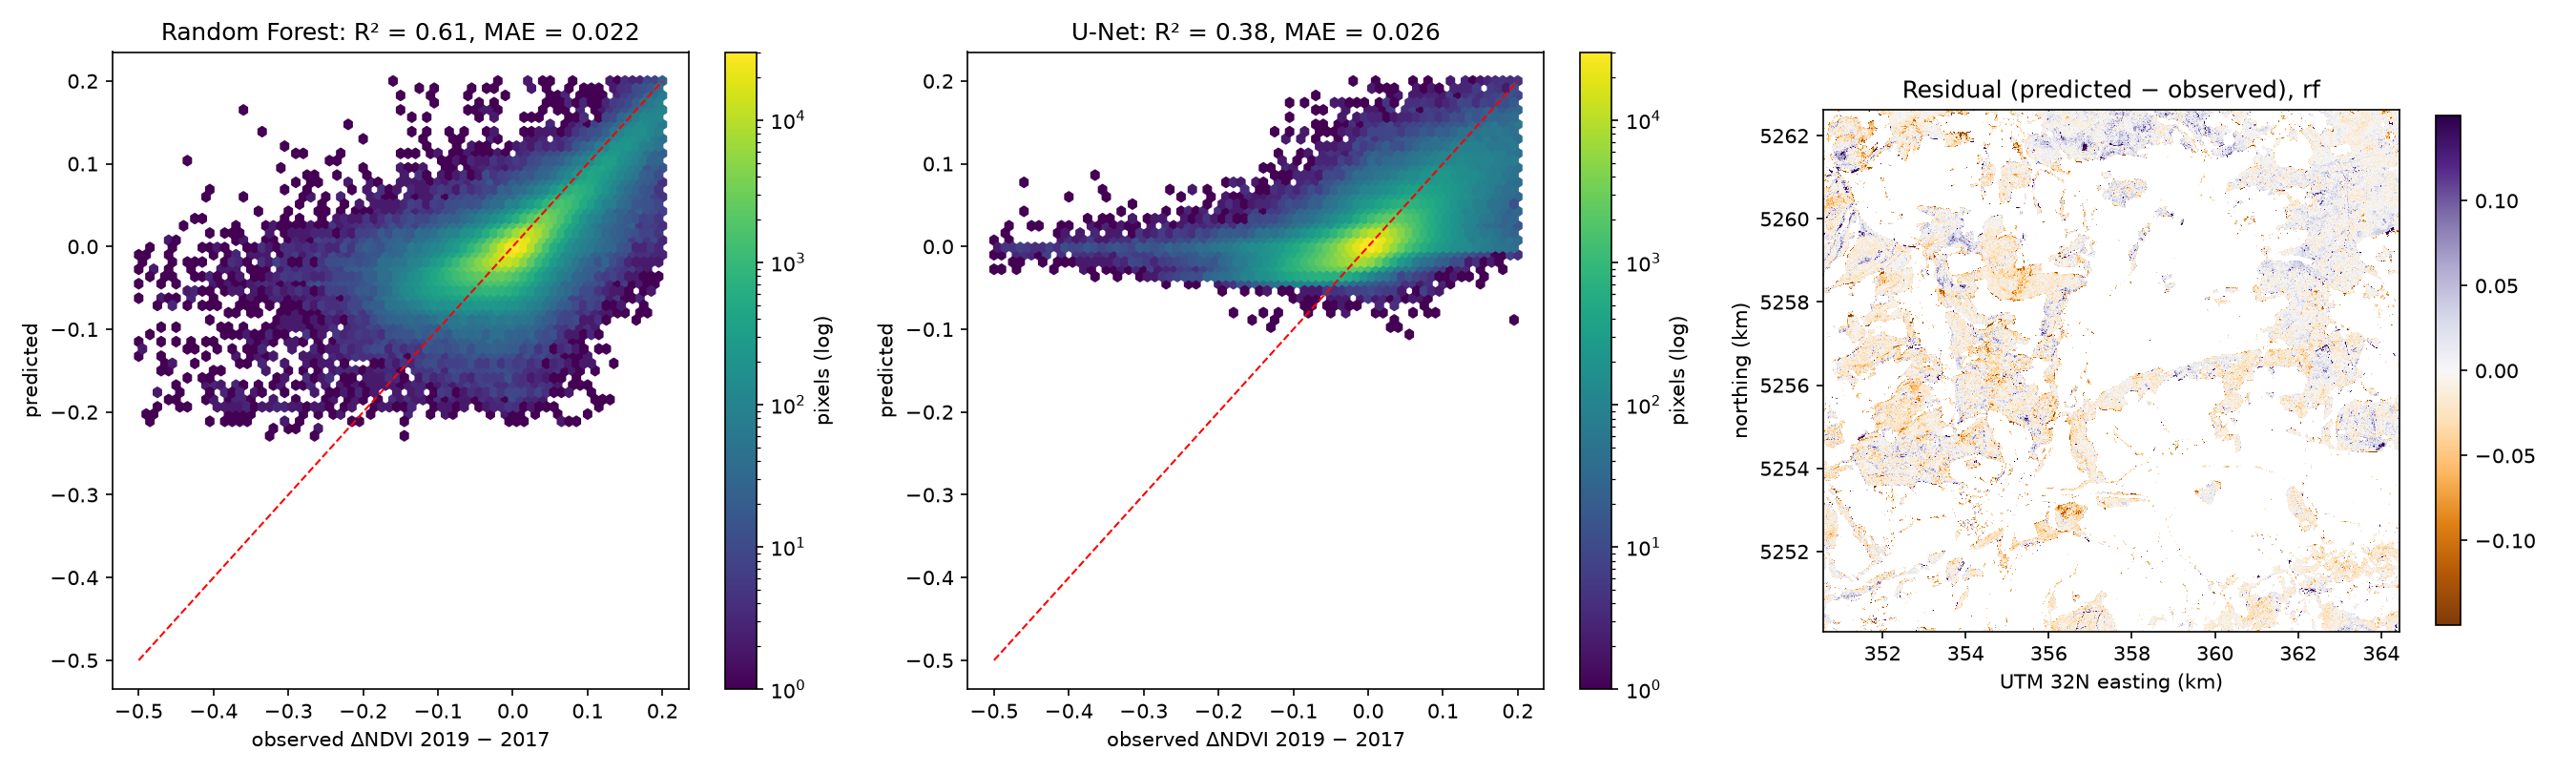 Random Forest: R² = 0.61, MAE = 0.022
0.2
0.1
0.0
−0.1
−0.2
−0.3
−0.4
−0.5
predicted
−0.5 −0.4 −0.3 −0.2 −0.1 0.0 0.1 0.2
observed ΔNDVI 2019 − 2017
10⁴
10³
10²
10¹
10⁰
pixels (log)
U-Net: R² = 0.38, MAE = 0.026
0.2
0.1
0.0
−0.1
−0.2
−0.3
−0.4
−0.5
predicted
−0.5 −0.4 −0.3 −0.2 −0.1 0.0 0.1 0.2
observed ΔNDVI 2019 − 2017
10⁴
10³
10²
10¹
10⁰
pixels (log)
Residual (predicted − observed), rf
5262
5260
5258
5256
5254
5252
northing (km)
352 354 356 358 360 362 364
UTM 32N easting (km)
0.10
0.05
0.00
−0.05
−0.10